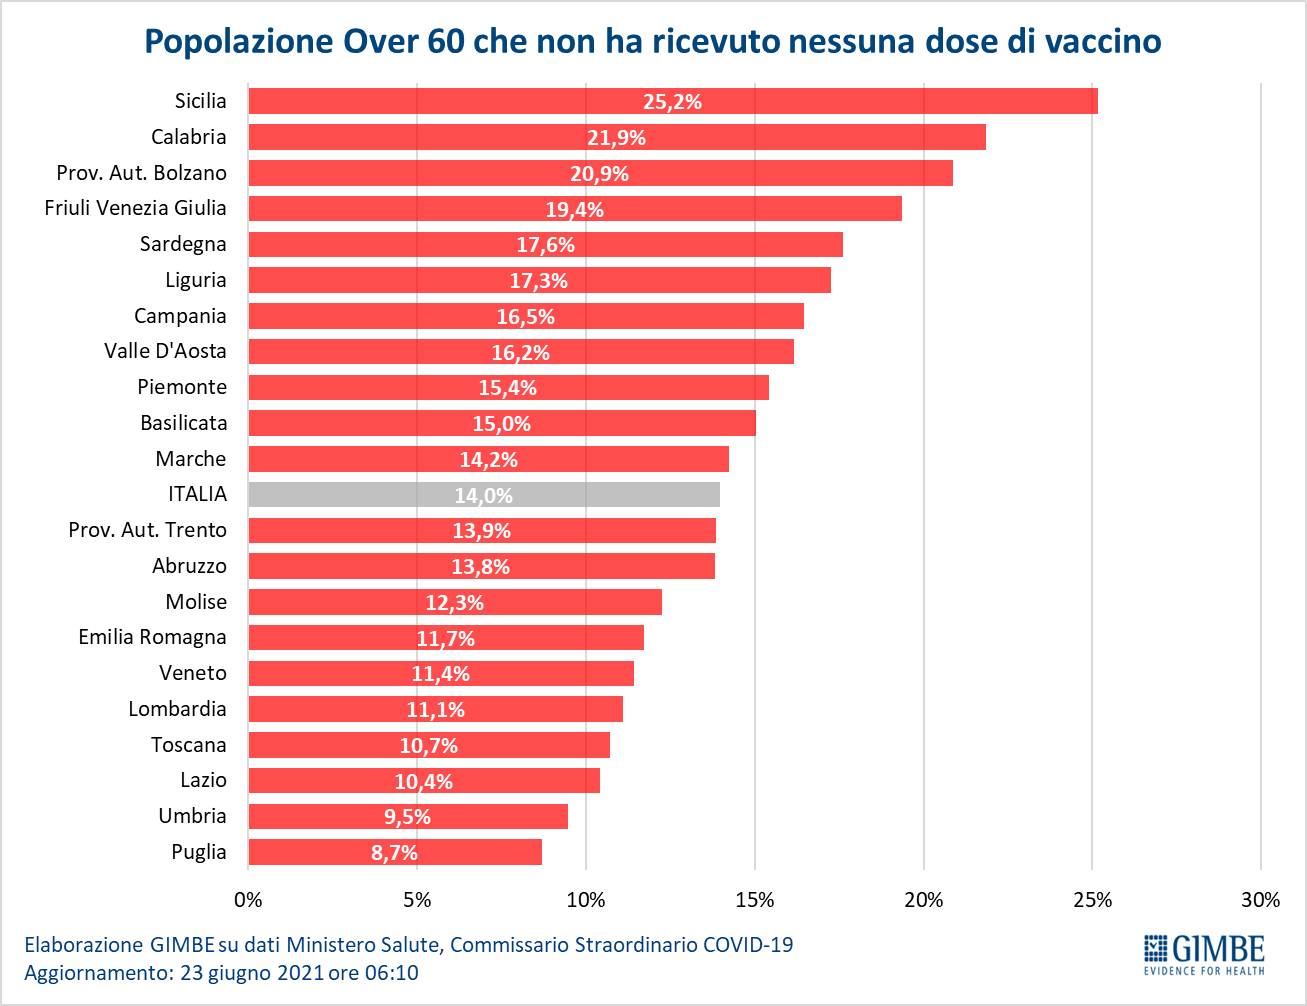 Popolazione Over 60 che non ha ricevuto nessuna dose di vaccino
Sicilia 25,2%
Calabria 21,9%
Prov. Aut. Bolzano 20,9%
Friuli Venezia Giulia 19,4%
Sardegna 17,6%
Liguria 17,3%
Campania 16,5%
Valle D'Aosta 16,2%
Piemonte 15,4%
Basilicata 15,0%
Marche 14,2%
ITALIA 14,0%
Prov. Aut. Trento 13,9%
Abruzzo 13,8%
Molise 12,3%
Emilia Romagna 11,7%
Veneto 11,4%
Lombardia 11,1%
Toscana 10,7%
Lazio 10,4%
Umbria 9,5%
Puglia 8,7%
0% 5% 10% 15% 20% 25% 30%
Elaborazione GIMBE su dati Ministero Salute, Commissario Straordinario COVID-19
Aggiornamento: 23 giugno 2021 ore 06:10
GIMBE
EVIDENCE FOR HEALTH